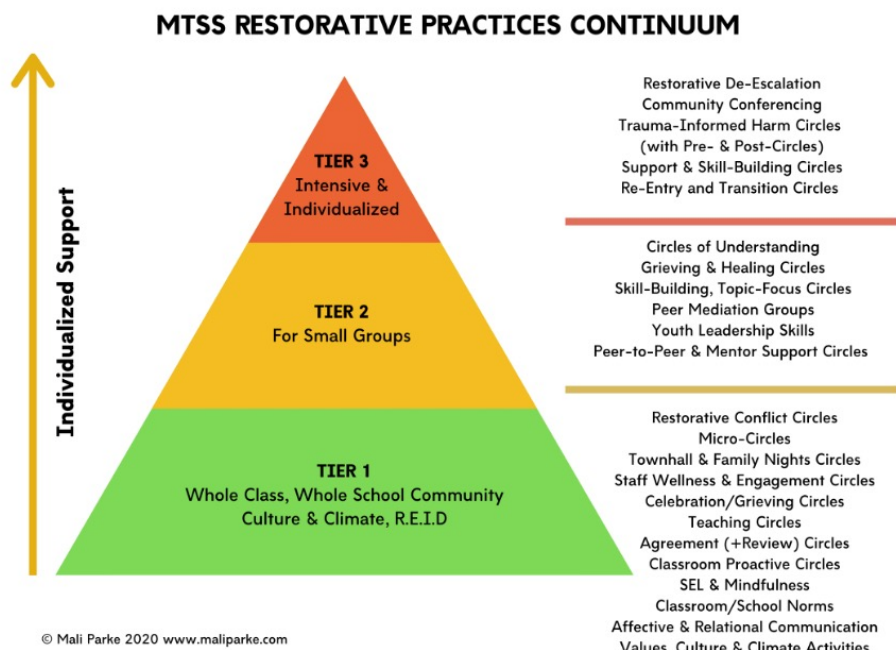 MTSS RESTORATIVE PRACTICES CONTINUUM
Individualized Support
TIER 3
Intensive &
Individualized
TIER 2
For Small Groups
TIER 1
Whole Class, Whole School Community
Culture & Climate, R.E.I.D
Restorative De-Escalation
Community Conferencing
Trauma-Informed Harm Circles
(with Pre- & Post-Circles)
Support & Skill-Building Circles
Re-Entry and Transition Circles
Circles of Understanding
Grieving & Healing Circles
Skill-Building, Topic-Focus Circles
Peer Mediation Groups
Youth Leadership Skills
Peer-to-Peer & Mentor Support Circles
Restorative Conflict Circles
Micro-Circles
Townhall & Family Nights Circles
Staff Wellness & Engagement Circles
Celebration/Grieving Circles
Teaching Circles
Agreement (+Review) Circles
Classroom Proactive Circles
SEL & Mindfulness
Classroom/School Norms
Affective & Relational Communication
Values, Culture & Climate Activities
© Mali Parke 2020 www.maliparke.com